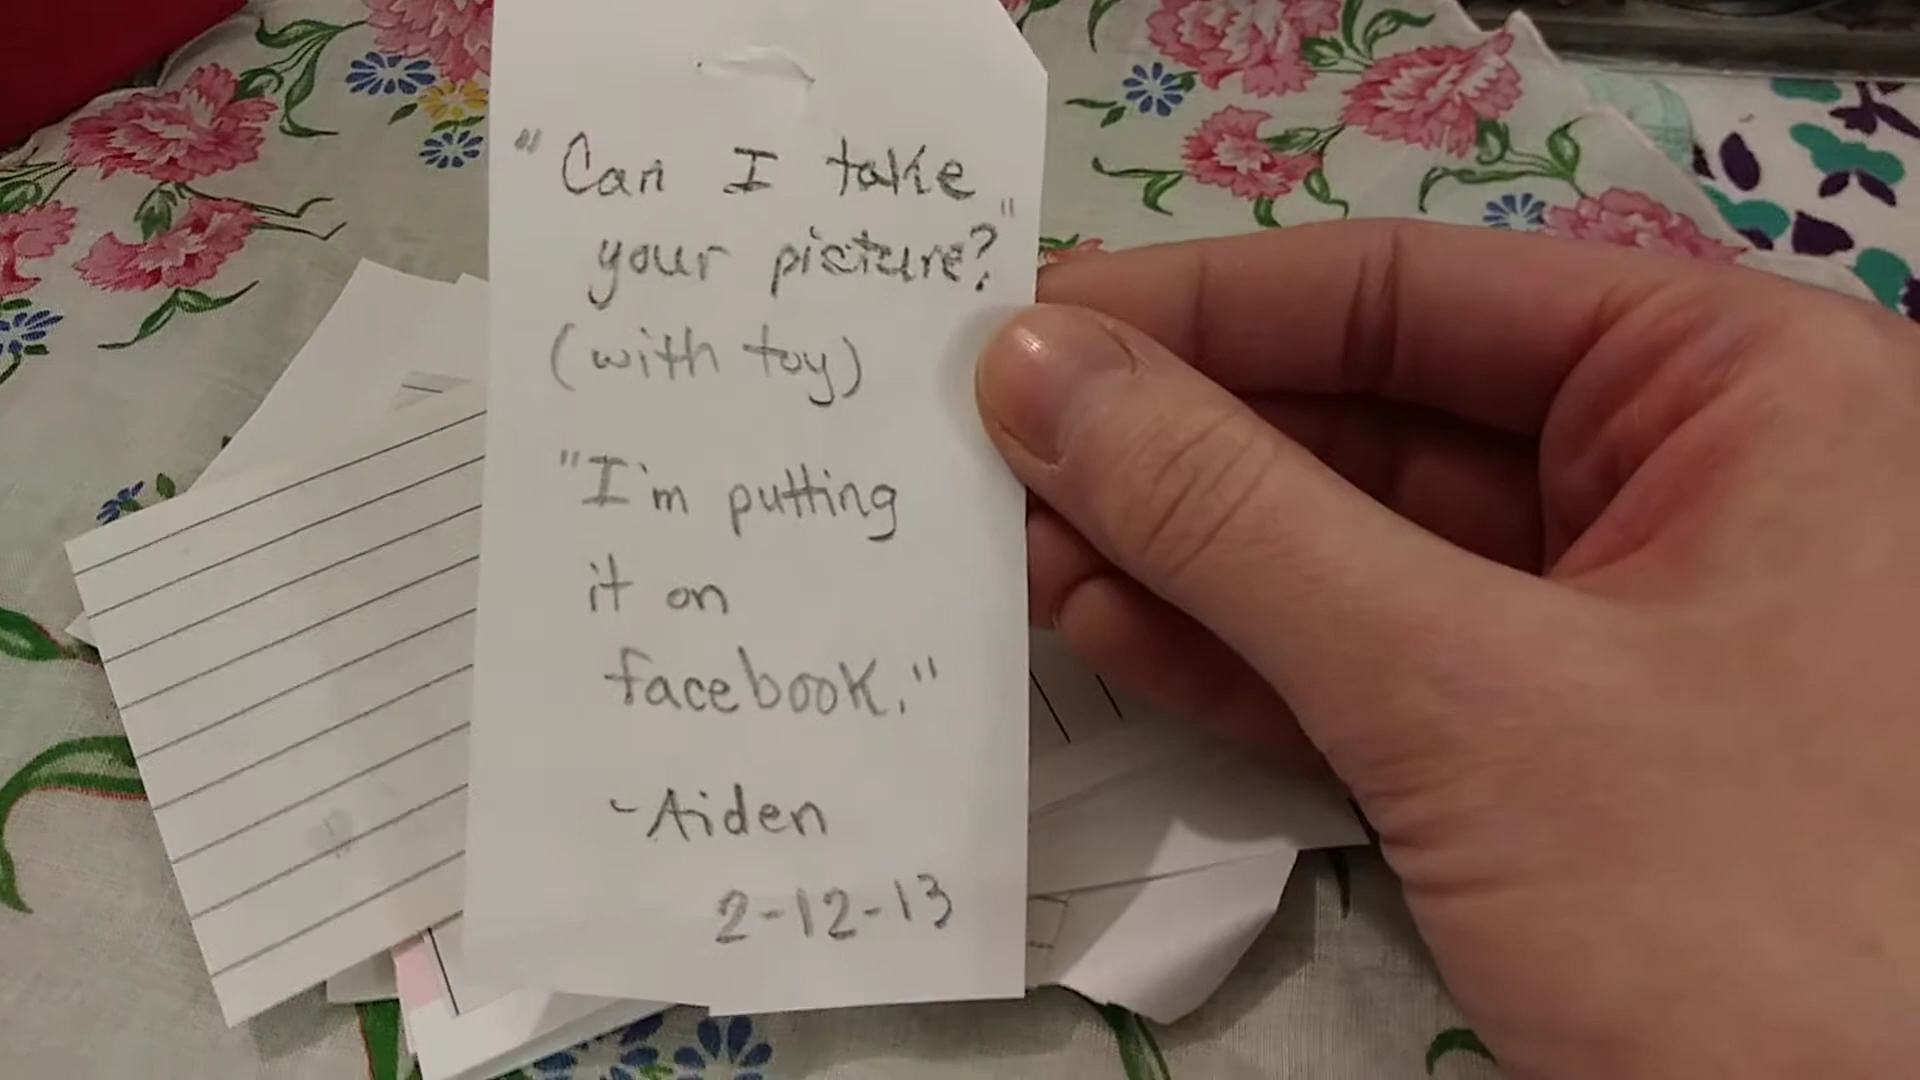 "Can I take
your picture?"
(with toy)
"I'm putting
it on
facebook."
-Aiden
2-12-13